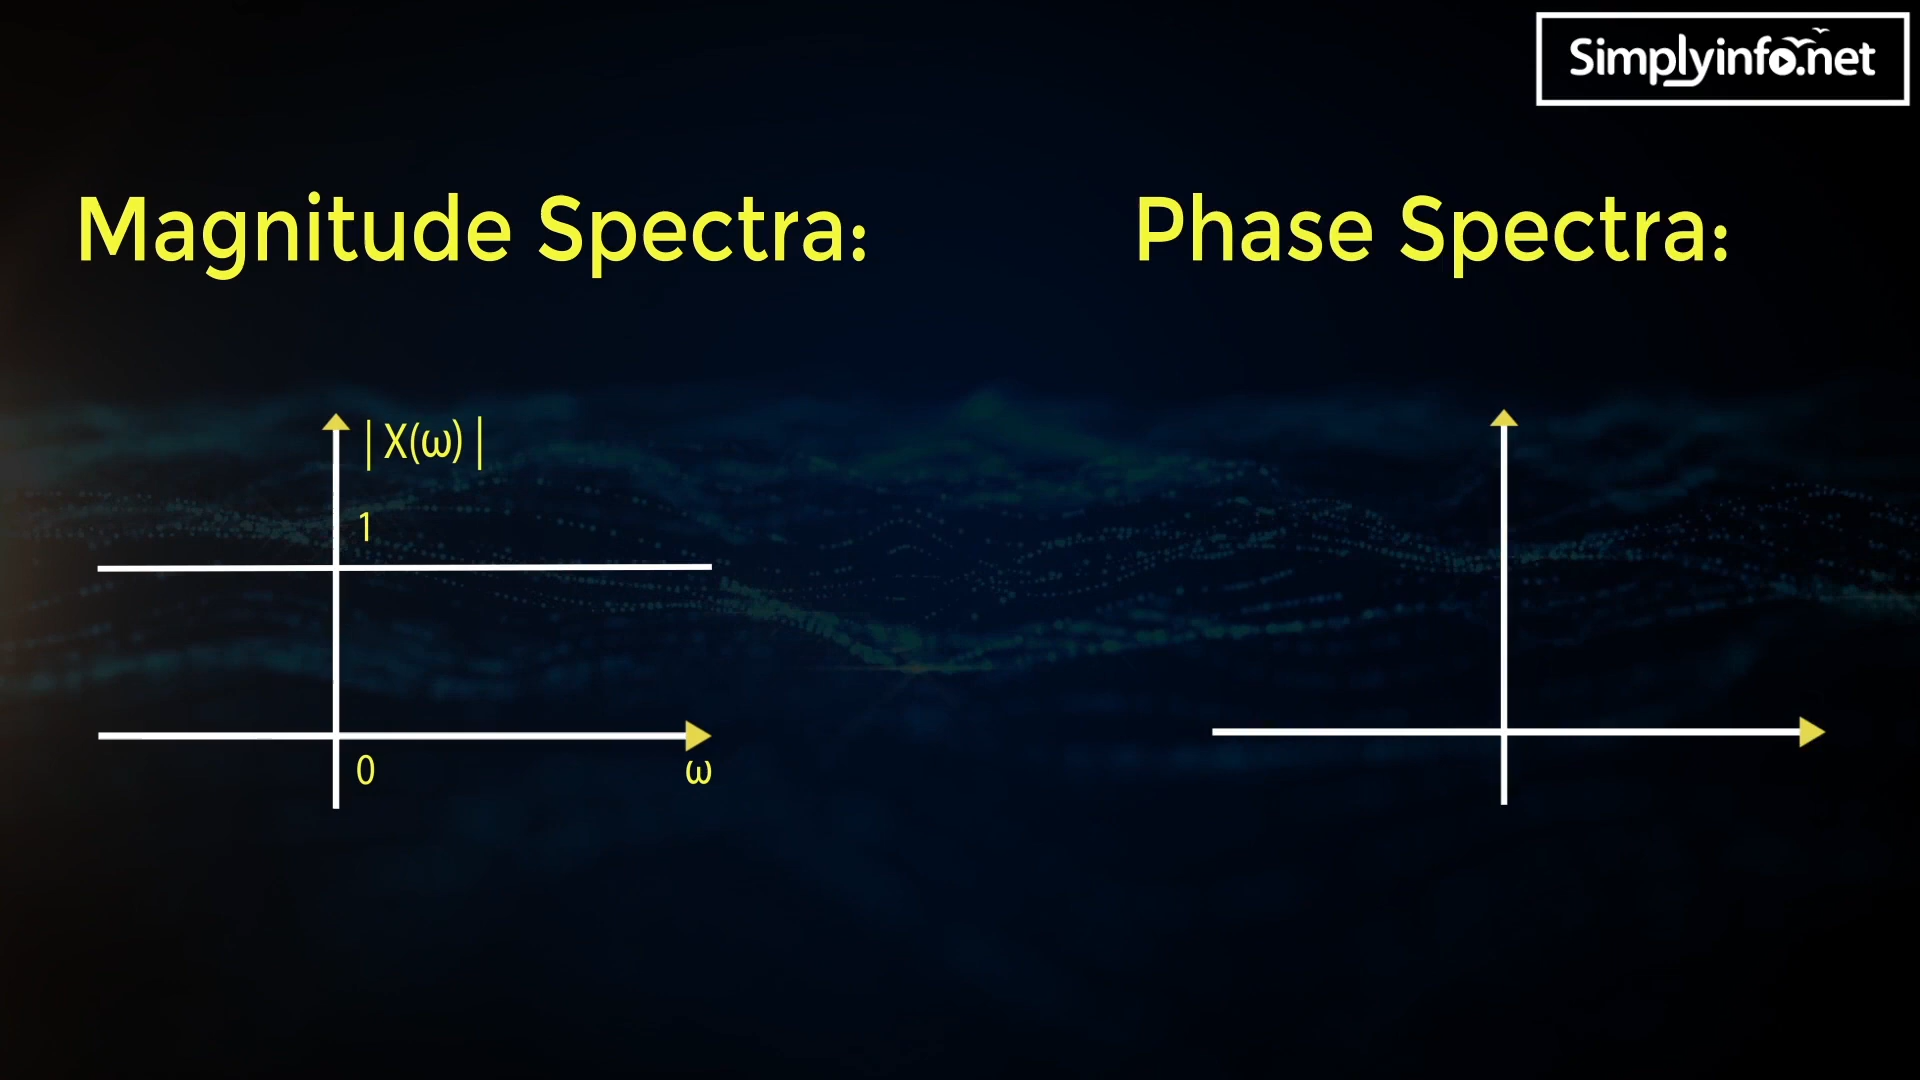 Simplyinfo.net
Magnitude Spectra:
Phase Spectra:
| X(ω) |
1
0
ω